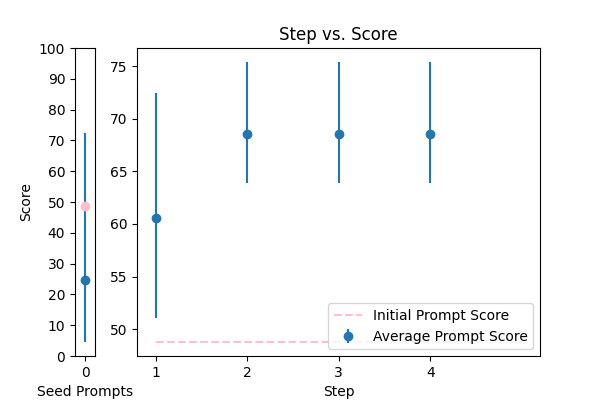 Step vs. Score
Score
100
90
80
70
60
50
40
30
20
10
0
0
Seed Prompts
75
70
65
60
55
50
1 2 3 4
Step
Initial Prompt Score
Average Prompt Score